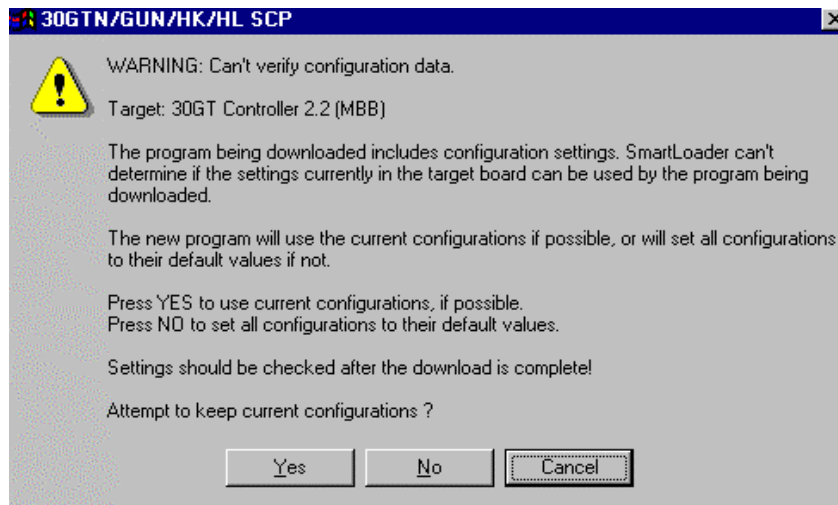 30GTN/GUN/HK/HL SCP
WARNING: Can't verify configuration data.
Target: 30GT Controller 2.2 (MBB)
The program being downloaded includes configuration settings. SmartLoader can't
determine if the settings currently in the target board can be used by the program being
downloaded.
The new program will use the current configurations if possible, or will set all configurations
to their default values if not.
Press YES to use current configurations, if possible.
Press NO to set all configurations to their default values.
Settings should be checked after the download is complete!
Attempt to keep current configurations ?
Yes No Cancel